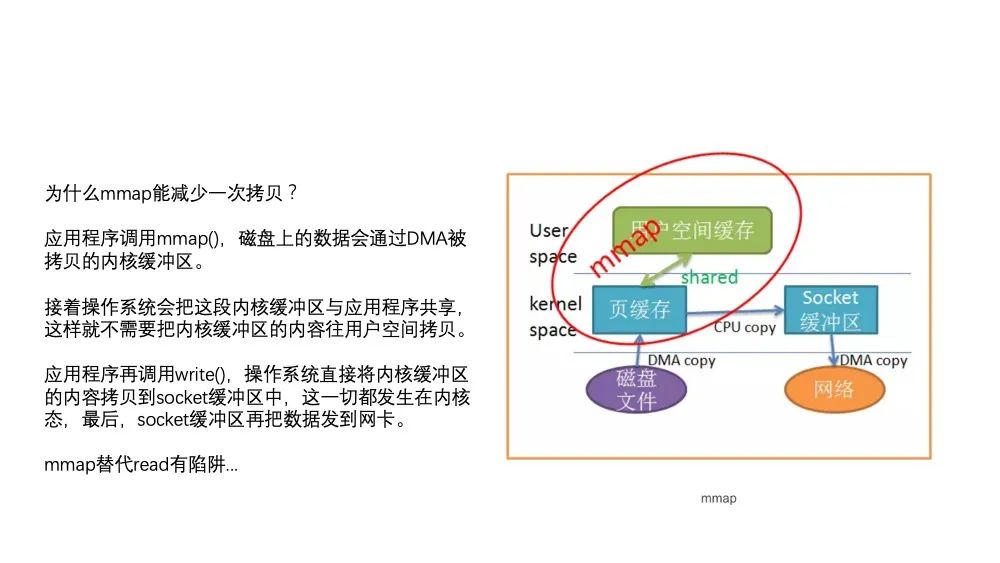 为什么mmap能减少一次拷贝？
应用程序调用mmap()，磁盘上的数据会通过DMA被
拷贝的内核缓冲区。
接着操作系统会把这段内核缓冲区与应用程序共享，
这样就不需要把内核缓冲区的内容往用户空间拷贝。
应用程序再调用write()，操作系统直接将内核缓冲区
的内容拷贝到socket缓冲区中，这一切都发生在内核
态，最后，socket缓冲区再把数据发到网卡。
mmap替代read有陷阱...
User
space
用户空间缓存
mmap
shared
kernel
space
页缓存
CPU copy
Socket
缓冲区
DMA copy
DMA copy
磁盘
文件
网络
mmap